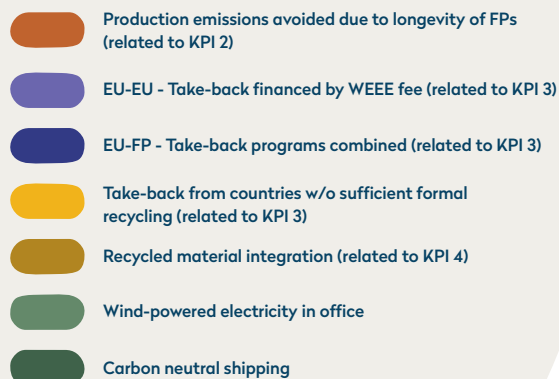 Production emissions avoided due to longevity of FPs
(related to KPI 2)
EU-EU - Take-back financed by WEEE fee (related to KPI 3)
EU-FP - Take-back programs combined (related to KPI 3)
Take-back from countries w/o sufficient formal
recycling (related to KPI 3)
Recycled material integration (related to KPI 4)
Wind-powered electricity in office
Carbon neutral shipping